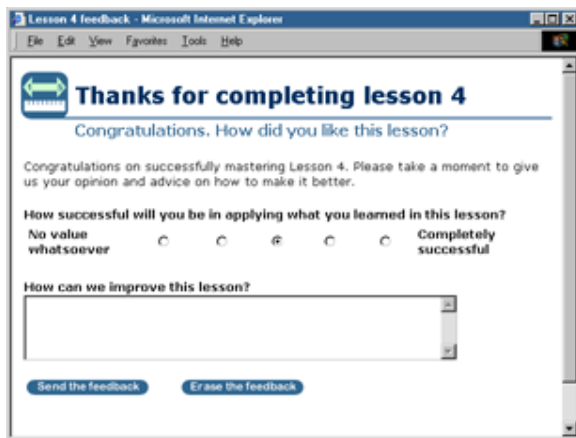 Lesson 4 feedback - Microsoft Internet Explorer
File Edit View Favorites Tools Help
Thanks for completing lesson 4
Congratulations. How did you like this lesson?
Congratulations on successfully mastering Lesson 4. Please take a moment to give
us your opinion and advice on how to make it better.
How successful will you be in applying what you learned in this lesson?
No value Completely
whatsoever successful
How can we improve this lesson?
Send the feedback Erase the feedback